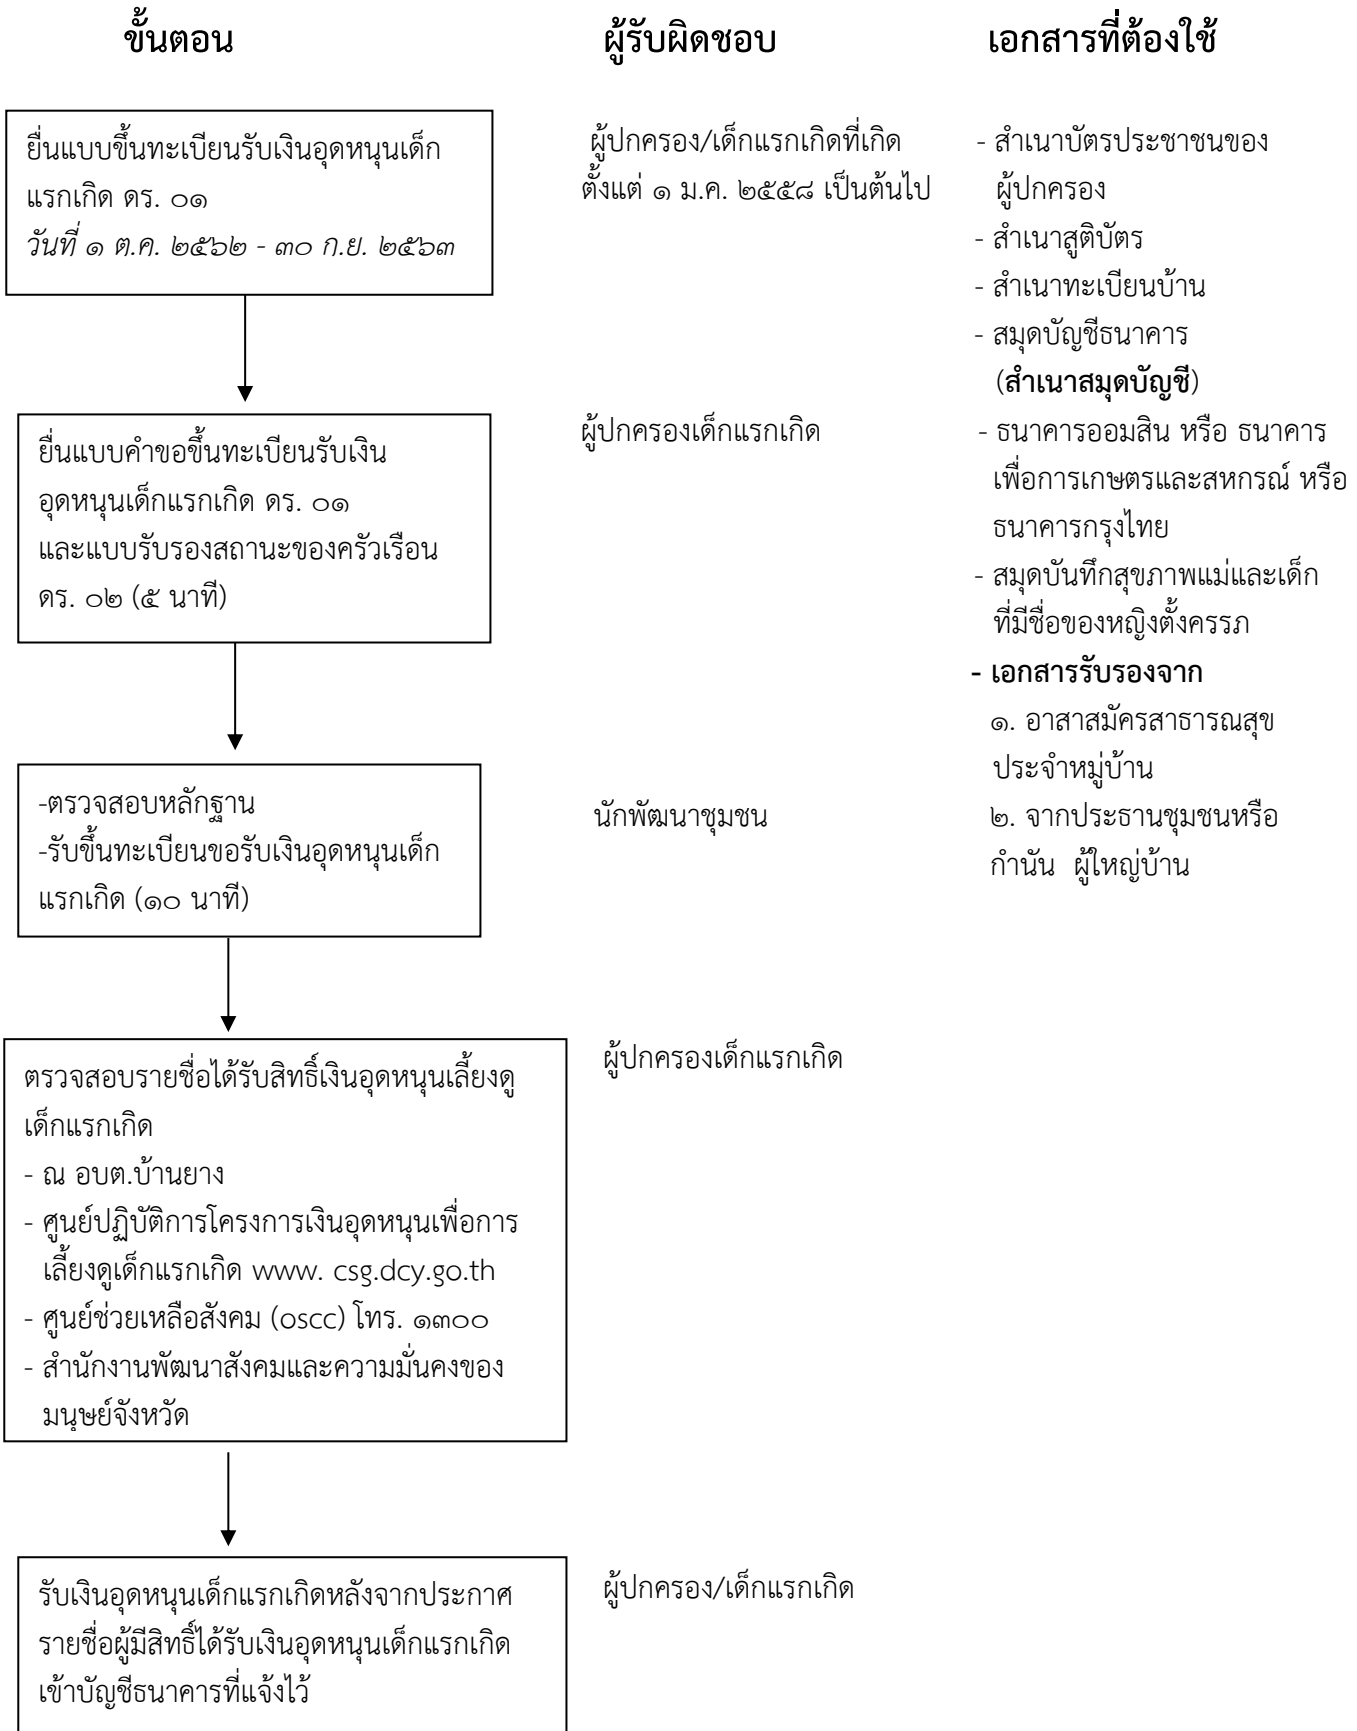 ขั้นตอน
ผู้รับผิดชอบ
เอกสารที่ต้องใช้
ยื่นแบบขึ้นทะเบียนรับเงินอุดหนุนเด็ก
แรกเกิด ดร. ๐๑
วันที่ ๑ ต.ค. ๒๕๖๒ - ๓๐ ก.ย. ๒๕๖๓
ผู้ปกครอง/เด็กแรกเกิดที่เกิด
ตั้งแต่ ๑ ม.ค. ๒๕๕๘ เป็นต้นไป
- สำเนาบัตรประชาชนของ
ผู้ปกครอง
- สำเนาสูติบัตร
- สำเนาทะเบียนบ้าน
- สมุดบัญชีธนาคาร
(สำเนาสมุดบัญชี)
- ธนาคารออมสิน หรือ ธนาคาร
เพื่อการเกษตรและสหกรณ์ หรือ
ธนาคารกรุงไทย
- สมุดบันทึกสุขภาพแม่และเด็ก
ที่มีชื่อของหญิงตั้งครรภ
- เอกสารรับรองจาก
๑. อาสาสมัครสาธารณสุข
ประจำหมู่บ้าน
๒. จากประธานชุมชนหรือ
กำนัน ผู้ใหญ่บ้าน
ยื่นแบบคำขอขึ้นทะเบียนรับเงิน
อุดหนุนเด็กแรกเกิด ดร. ๐๑
และแบบรับรองสถานะของครัวเรือน
ดร. ๐๒ (๕ นาที)
ผู้ปกครองเด็กแรกเกิด
-ตรวจสอบหลักฐาน
-รับขึ้นทะเบียนขอรับเงินอุดหนุนเด็ก
แรกเกิด (๑๐ นาที)
นักพัฒนาชุมชน
ตรวจสอบรายชื่อได้รับสิทธิ์เงินอุดหนุนเลี้ยงดู
เด็กแรกเกิด
- ณ อบต.บ้านยาง
- ศูนย์ปฏิบัติการโครงการเงินอุดหนุนเพื่อการ
เลี้ยงดูเด็กแรกเกิด www. csg.dcy.go.th
- ศูนย์ช่วยเหลือสังคม (oscc) โทร. ๑๓๐๐
- สำนักงานพัฒนาสังคมและความมั่นคงของ
มนุษย์จังหวัด
ผู้ปกครองเด็กแรกเกิด
รับเงินอุดหนุนเด็กแรกเกิดหลังจากประกาศ
รายชื่อผู้มีสิทธิ์ได้รับเงินอุดหนุนเด็กแรกเกิด
เข้าบัญชีธนาคารที่แจ้งไว้
ผู้ปกครอง/เด็กแรกเกิด